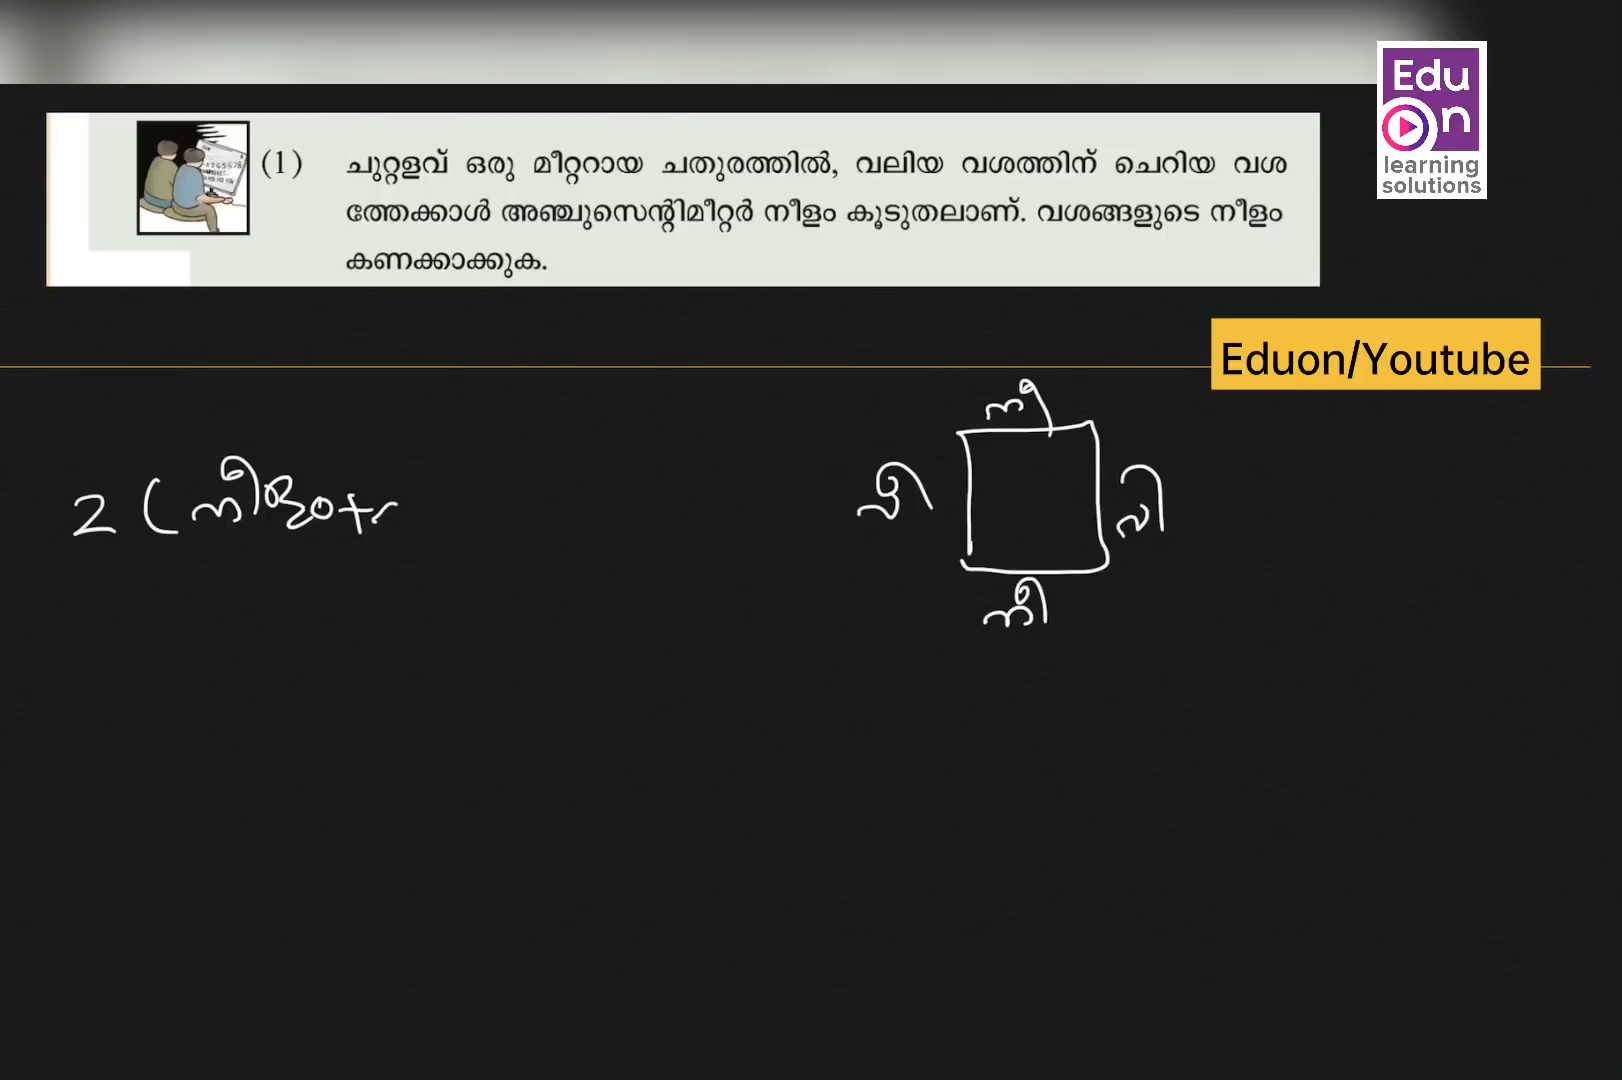 Edu
On
learning
solutions
(1) ചുറ്റളവ് ഒരു മീറ്ററായ ചതുരത്തിൽ, വലിയ വശത്തിന് ചെറിയ വശ
ത്തേക്കാൾ അഞ്ചുസെന്റിമീറ്റർ നീളം കൂടുതലാണ്. വശങ്ങളുടെ നീളം
കണക്കാക്കുക.
Eduon/Youtube
നീ
2 ( നീളം +
വീ
വീ
നീ